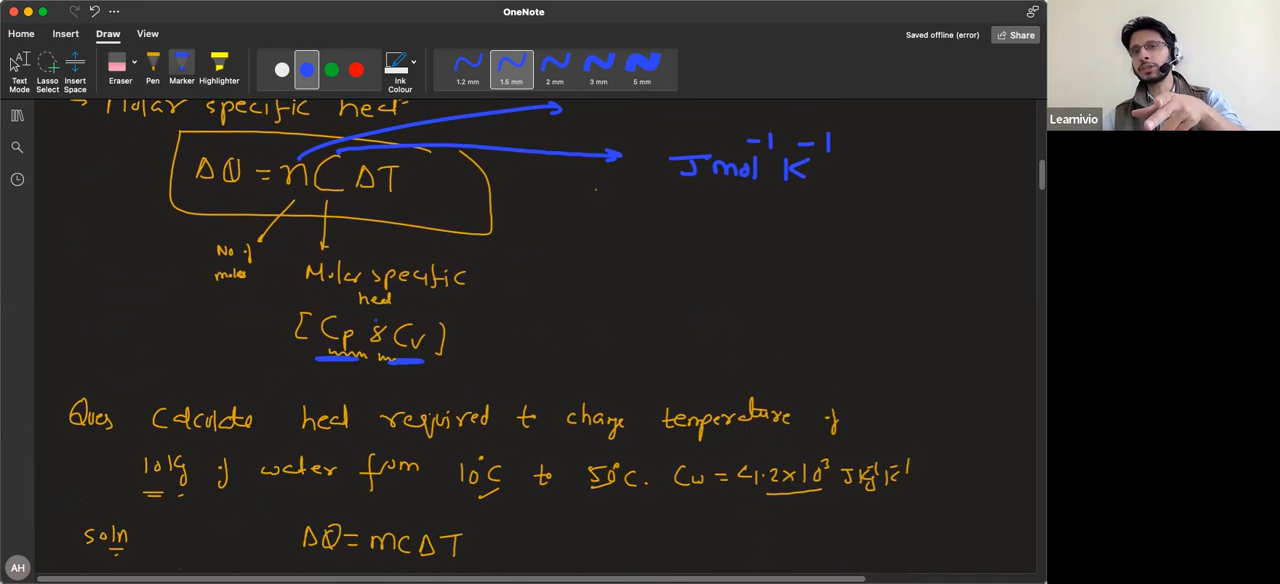 OneNote
Home Insert Draw View
Saved offline (error) Share
Text Mode Lasso Select Insert Space Eraser Pen Marker Highlighter Ink Colour 1.2 mm 1.5 mm 2 mm 3 mm 5 mm
Learnivio
→ Molar specific heat
ΔQ = nCΔT
J mol⁻¹ K⁻¹
No of moles
Molar specific heat
[Cp & Cv]
Ques Calculate heat required to change temperature of
10 kg of water from 10°C to 50°C. Cw = 4.2×10³ J Kg⁻¹ K⁻¹
soln ΔQ = mCΔT
AH